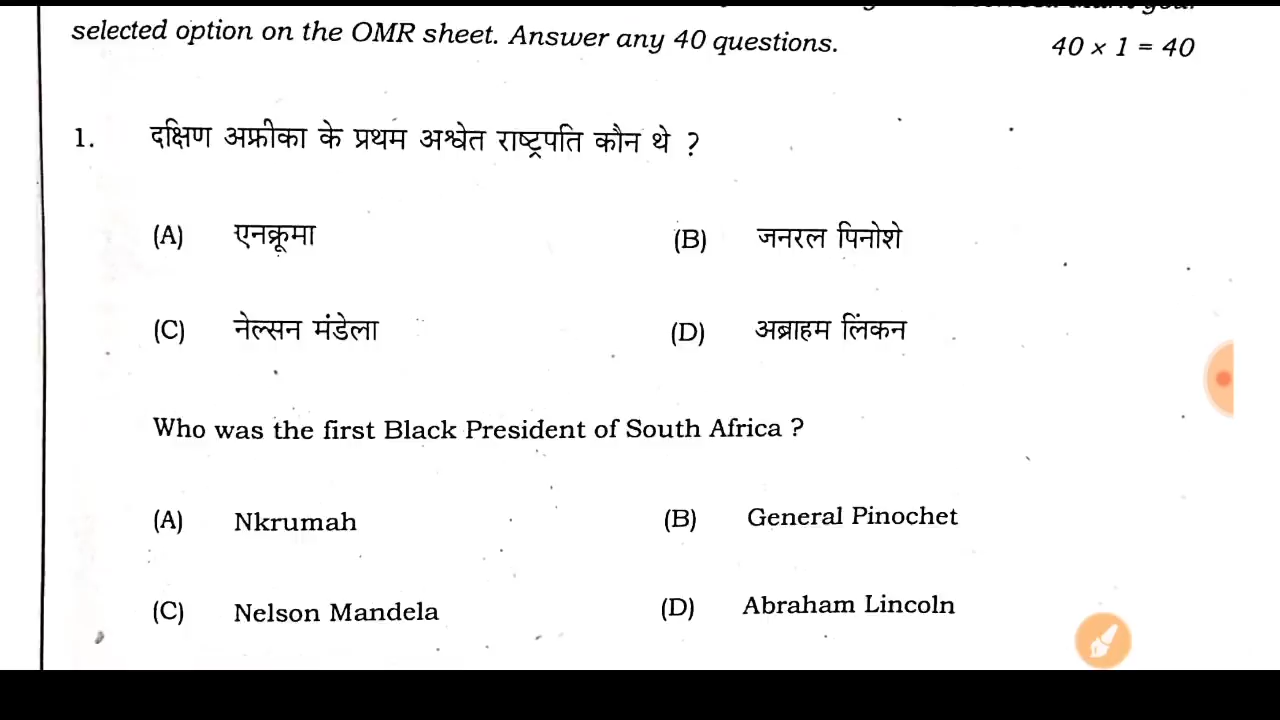 selected option on the OMR sheet. Answer any 40 questions. 40 × 1 = 40
1. दक्षिण अफ्रीका के प्रथम अश्वेत राष्ट्रपति कौन थे ?
(A) एनक्रूमा (B) जनरल पिनोशे
(C) नेल्सन मंडेला (D) अब्राहम लिंकन
Who was the first Black President of South Africa ?
(A) Nkrumah (B) General Pinochet
(C) Nelson Mandela (D) Abraham Lincoln